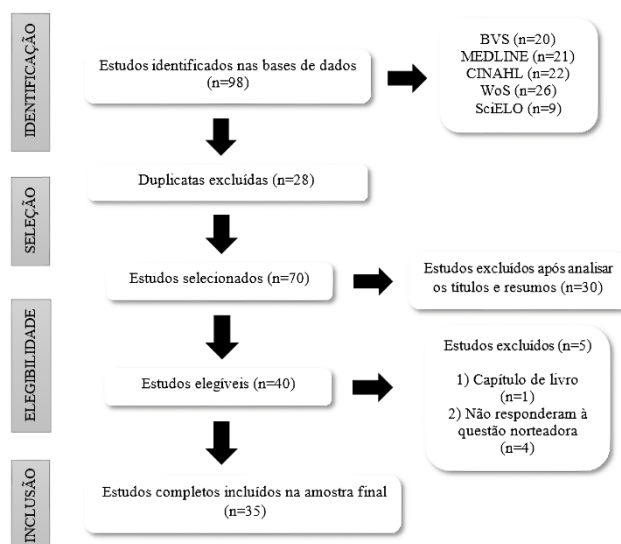 IDENTIFICAÇÃO
Estudos identificados nas bases de dados
(n=98)
BVS (n=20)
MEDLINE (n=21)
CINAHL (n=22)
WoS (n=26)
SciELO (n=9)
SELEÇÃO
Duplicatas excluídas (n=28)
Estudos selecionados (n=70)
Estudos excluídos após analisar
os títulos e resumos (n=30)
ELEGIBILIDADE
Estudos elegíveis (n=40)
Estudos excluídos (n=5)
1) Capítulo de livro
(n=1)
2) Não responderam à
questão norteadora
(n=4)
INCLUSÃO
Estudos completos incluídos na amostra final
(n=35)